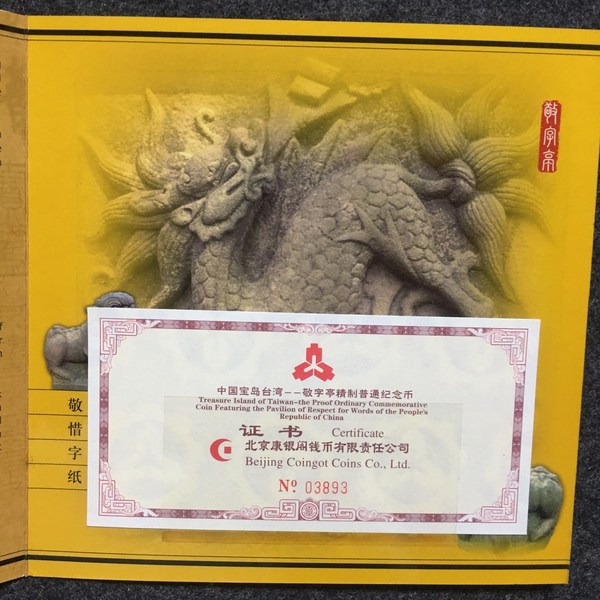 敬字亭
敬惜字纸
中国宝岛台湾--敬字亭精制普通纪念币
Treasure Island of Taiwan-the Proof Ordinary Commemorative
Coin Featuring the Pavilion of Respect for Words of the People's
Republic of China
证书 Certificate
北京康银阁钱币有限责任公司
Beijing Coingot Coins Co., Ltd.
Nº 03893